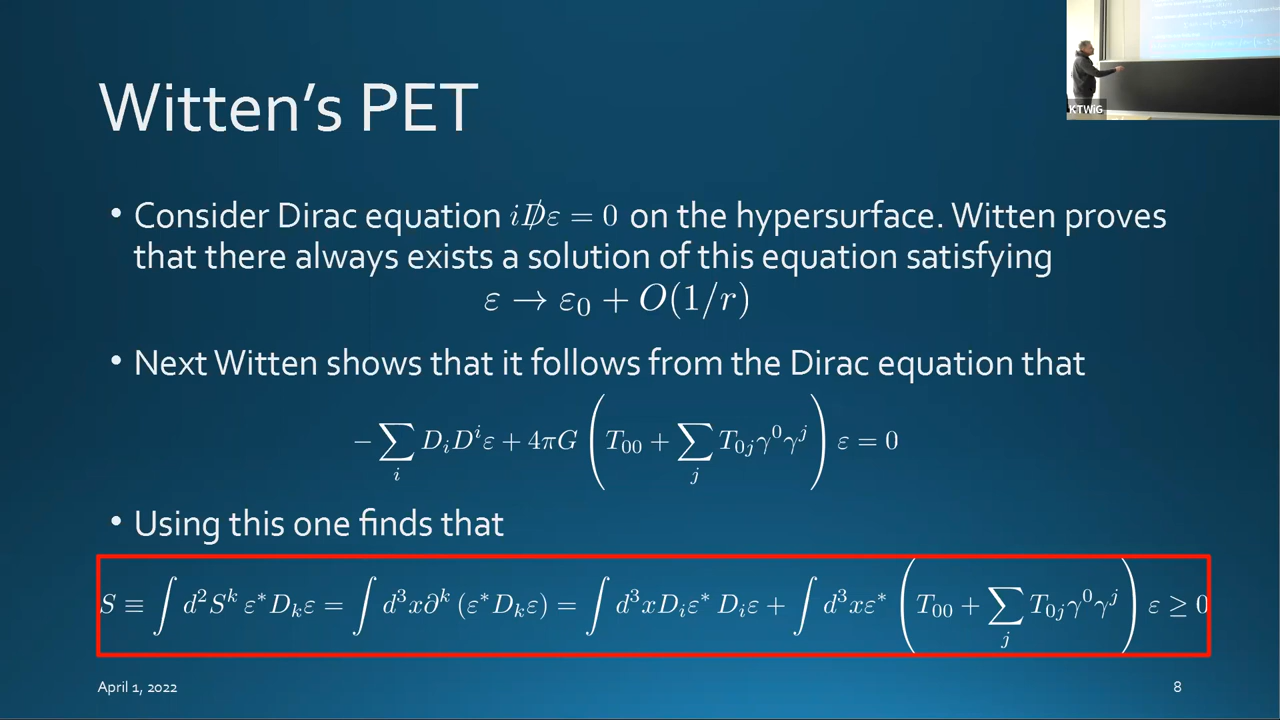 Witten's PET
KTWiG
• Consider Dirac equation $i\not{D}\varepsilon = 0$ on the hypersurface. Witten proves
that there always exists a solution of this equation satisfying
$\varepsilon \to \varepsilon_0 + O(1/r)$
• Next Witten shows that it follows from the Dirac equation that
$-\sum_i D_i D^i \varepsilon + 4\pi G \left( T_{00} + \sum_j T_{0j} \gamma^0 \gamma^j \right) \varepsilon = 0$
• Using this one finds that
$S \equiv \int d^2 S^k \, \varepsilon^* D_k \varepsilon = \int d^3 x \partial^k \left( \varepsilon^* D_k \varepsilon \right) = \int d^3 x D_i \varepsilon^* \, D_i \varepsilon + \int d^3 x \varepsilon^* \left( T_{00} + \sum_j T_{0j} \gamma^0 \gamma^j \right) \varepsilon \geq 0$
April 1, 2022
8